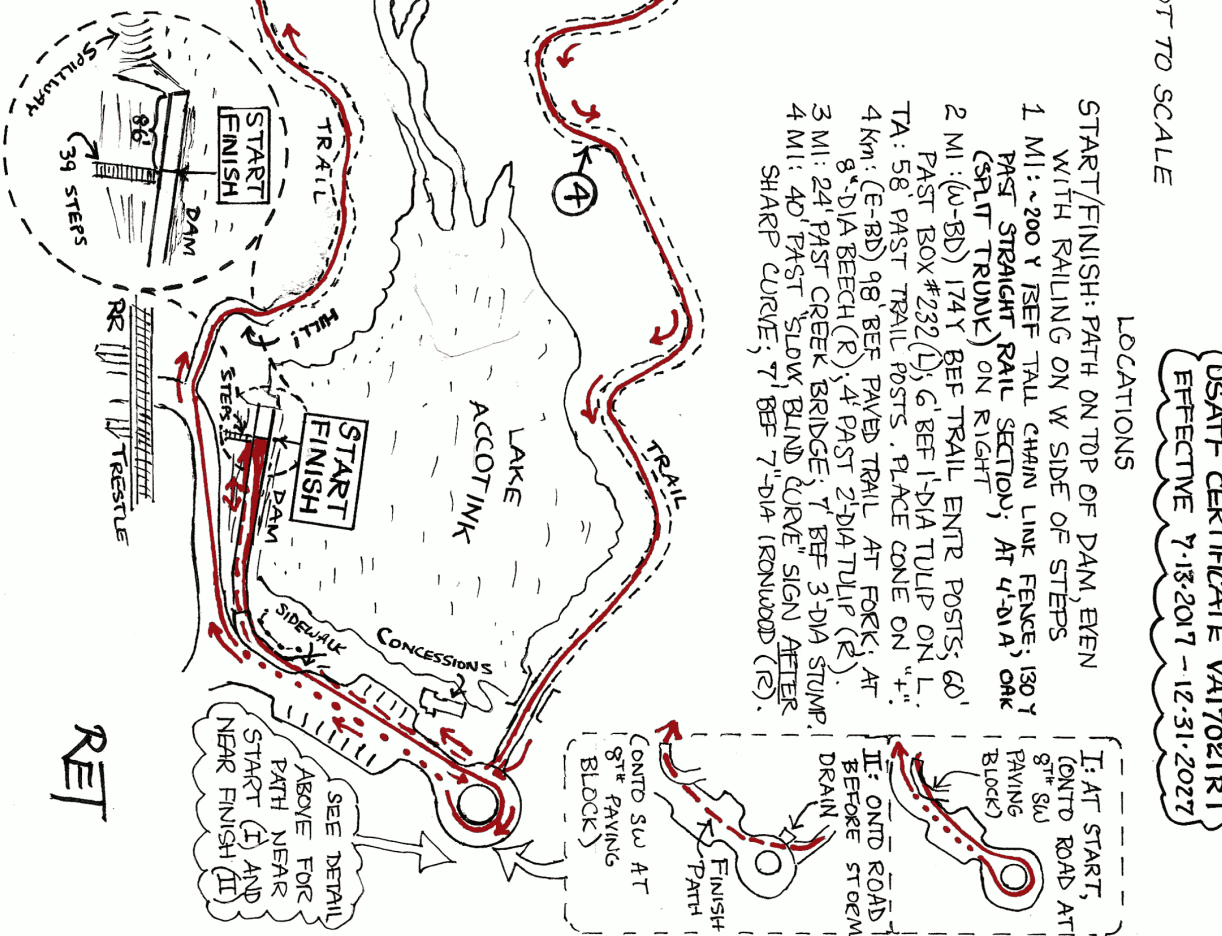 OT TO SCALE
USATF CERTIFICATE VA17021RT
EFFECTIVE 7-13-2017 - 12-31-2027
LOCATIONS
START/FINISH: PATH ON TOP OF DAM, EVEN
WITH RAILING ON W SIDE OF STEPS
1 MI: ~200 Y BEF TALL CHAIN LINK FENCE; 130 Y
PAST STRAIGHT RAIL SECTION; AT 4'-DIA OAK
(SPLIT TRUNK) ON RIGHT
2 MI: (W-BD) 174 Y BEF TRAIL ENTR POSTS; 60'
PAST BOX #232 (L); 6' BEF 1'-DIA TULIP ON L.
TA: 58' PAST TRAIL POSTS. PLACE CONE ON "+".
4 Km: (E-BD) 98' BEF PAVED TRAIL AT FORK; AT
8"-DIA BEECH (R); 4' PAST 2'-DIA TULIP (R).
3 MI: 24' PAST CREEK BRIDGE; 7' BEF 3'-DIA STUMP.
4 MI: 40' PAST "SLOW BLIND CURVE" SIGN AFTER
SHARP CURVE; 7' BEF 7"-DIA IRONWOOD (R).
4
TRAIL
TRAIL
LAKE
ACCOTINK
START
FINISH
DAM
86'
39 STEPS
SPILLWAY
HILL!
STEPS
START
FINISH
DAM
RR
TRESTLE
SIDEWALK
CONCESSIONS
I: AT START,
(ONTO ROAD AT
8TH SW
PAVING
BLOCK)
II: ONTO ROAD
BEFORE STORM
DRAIN
FINISH
PATH
(ONTO SW AT
8TH PAVING
BLOCK)
SEE DETAIL
ABOVE FOR
PATH NEAR
START (I) AND
NEAR FINISH (II)
RET